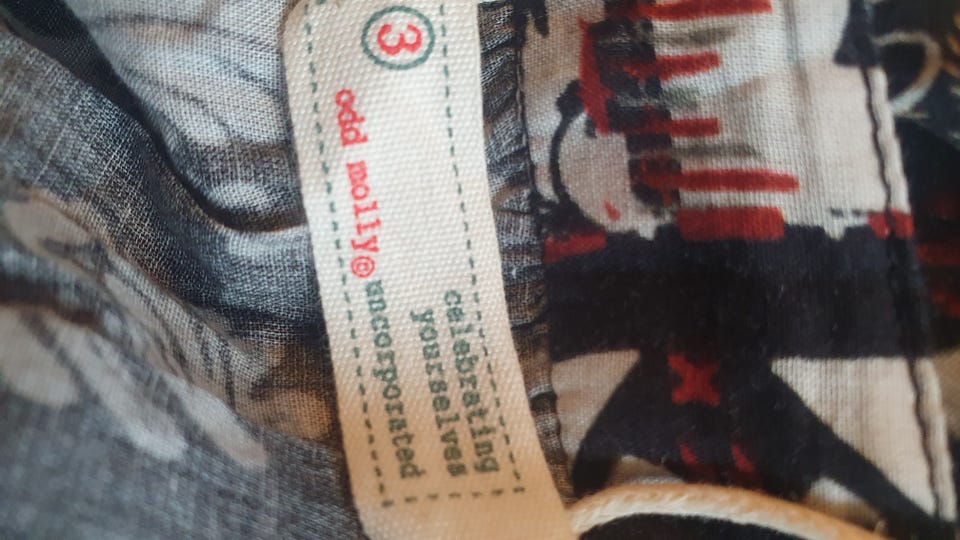 3
celebrating
yourselves
odd molly@uncorporated